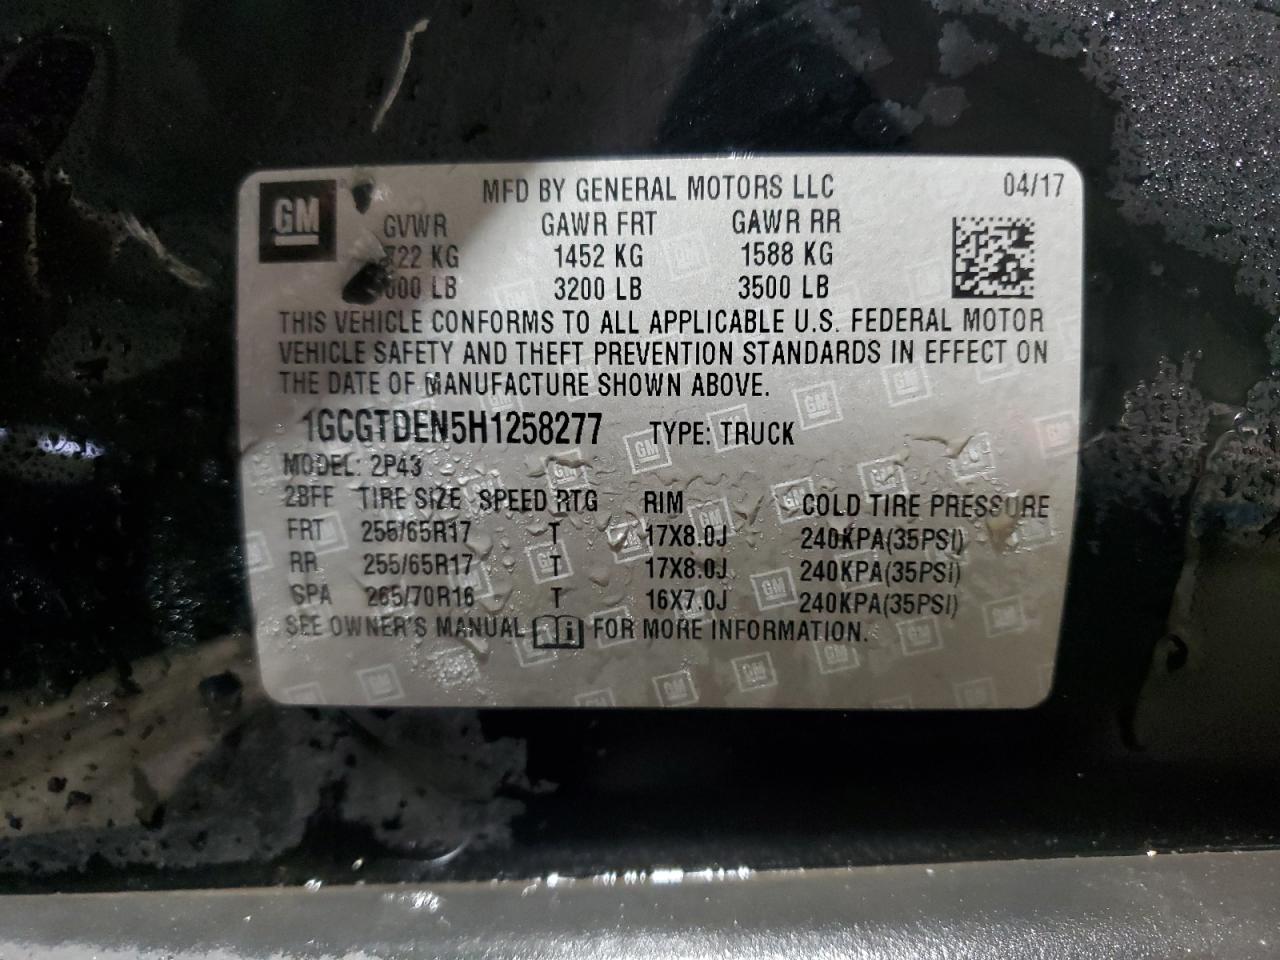 GM MFD BY GENERAL MOTORS LLC 04/17
GVWR GAWR FRT GAWR RR
722 KG 1452 KG 1588 KG
000 LB 3200 LB 3500 LB
THIS VEHICLE CONFORMS TO ALL APPLICABLE U.S. FEDERAL MOTOR
VEHICLE SAFETY AND THEFT PREVENTION STANDARDS IN EFFECT ON
THE DATE OF MANUFACTURE SHOWN ABOVE.
1GCGTDEN5H1258277 TYPE: TRUCK
MODEL: 2P43
2BFF TIRE SIZE SPEED RTG RIM COLD TIRE PRESSURE
FRT 255/65R17 T 17X8.0J 240KPA(35PSI)
RR 255/65R17 T 17X8.0J 240KPA(35PSI)
SPA 265/70R16 T 16X7.0J 240KPA(35PSI)
SEE OWNER'S MANUAL FOR MORE INFORMATION.